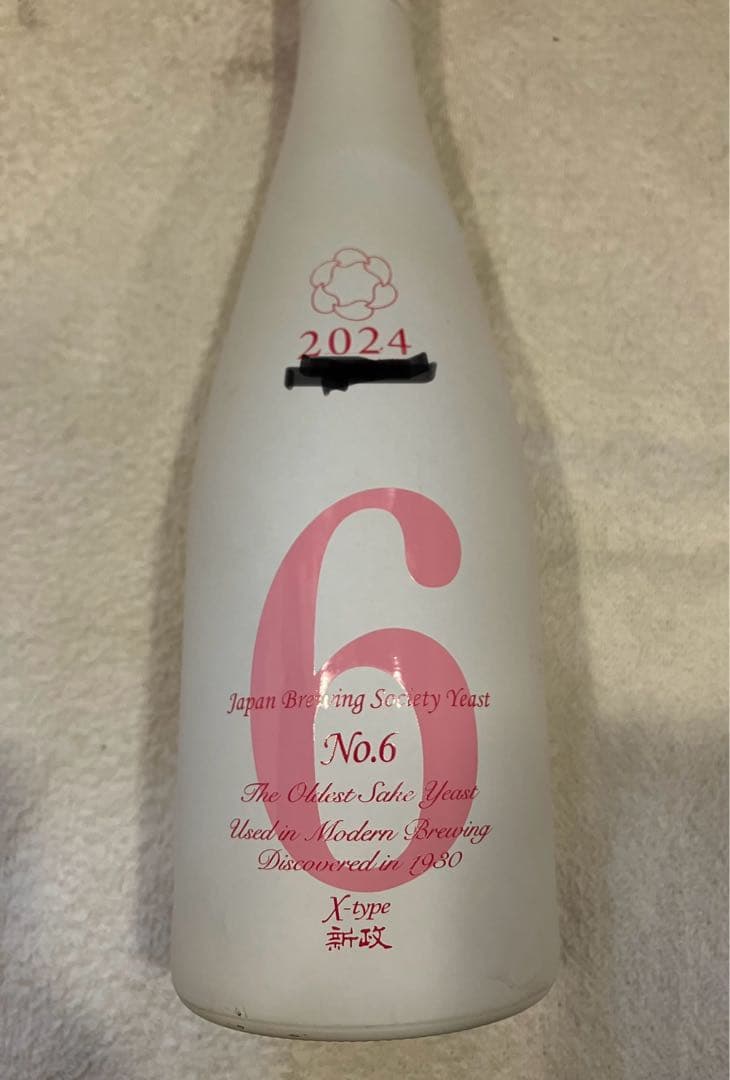 2024
6
Japan Brewing Society Yeast
No.6
The Oldest Sake Yeast
Used in Modern Brewing
Discovered in 1930
X-type
新政